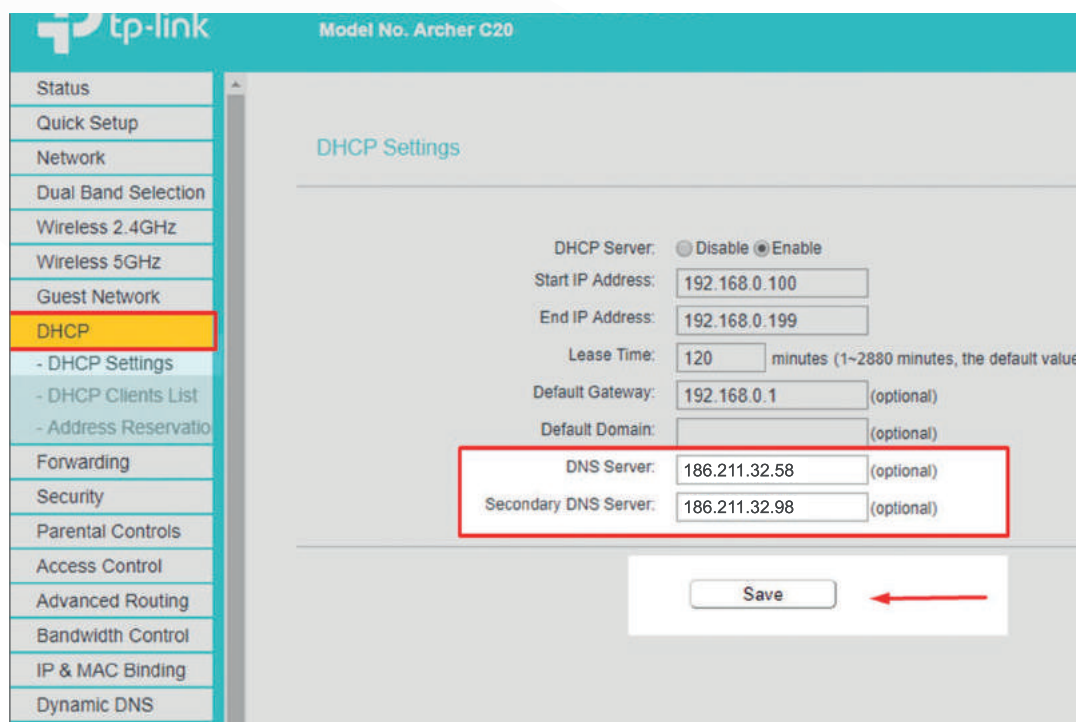 tp-link
Model No. Archer C20
Status
Quick Setup
Network
Dual Band Selection
Wireless 2.4GHz
Wireless 5GHz
Guest Network
DHCP
- DHCP Settings
- DHCP Clients List
- Address Reservatio
Forwarding
Security
Parental Controls
Access Control
Advanced Routing
Bandwidth Control
IP & MAC Binding
Dynamic DNS
DHCP Settings
DHCP Server: Disable Enable
Start IP Address: 192.168.0.100
End IP Address: 192.168.0.199
Lease Time: 120 minutes (1~2880 minutes, the default value
Default Gateway: 192.168.0.1 (optional)
Default Domain: (optional)
DNS Server: 186.211.32.58 (optional)
Secondary DNS Server: 186.211.32.98 (optional)
Save